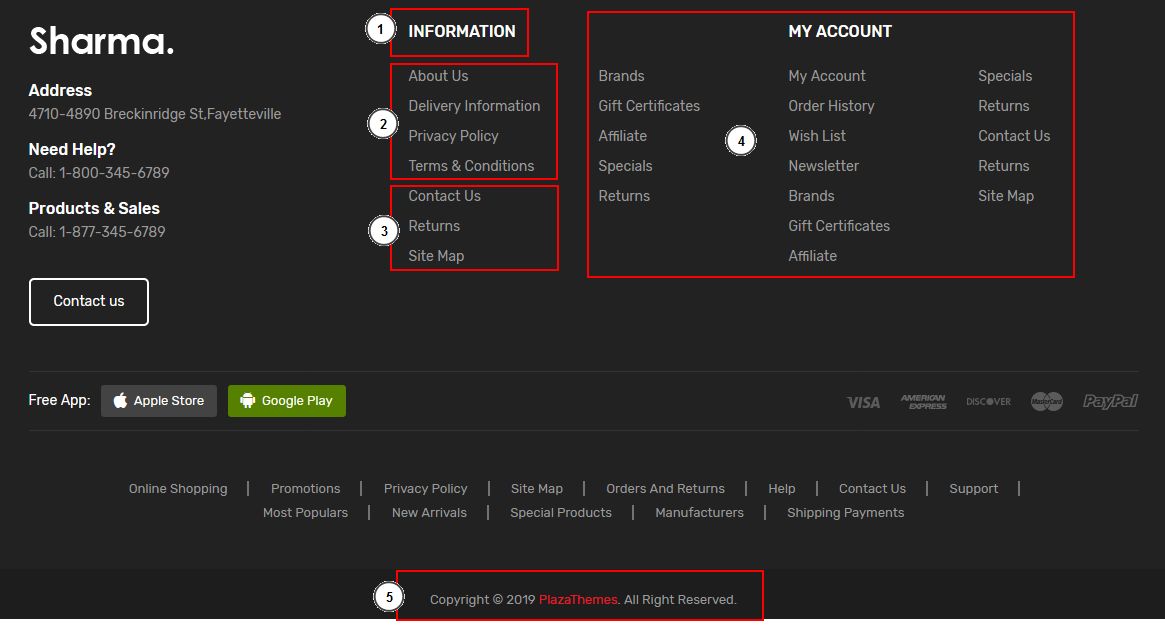 Sharma.
Address
4710-4890 Breckinridge St,Fayetteville
Need Help?
Call: 1-800-345-6789
Products & Sales
Call: 1-877-345-6789
Contact us
1
INFORMATION
2
About Us
Delivery Information
Privacy Policy
Terms & Conditions
3
Contact Us
Returns
Site Map
Brands
Gift Certificates
Affiliate
Specials
Returns
4
MY ACCOUNT
My Account
Order History
Wish List
Newsletter
Brands
Gift Certificates
Affiliate
Specials
Returns
Contact Us
Returns
Site Map
Free App: Apple Store Google Play
VISA AMERICAN EXPRESS DISCOVER MasterCard PayPal
Online Shopping | Promotions | Privacy Policy | Site Map | Orders And Returns | Help | Contact Us | Support |
Most Populars | New Arrivals | Special Products | Manufacturers | Shipping Payments
5
Copyright © 2019 PlazaThemes. All Right Reserved.